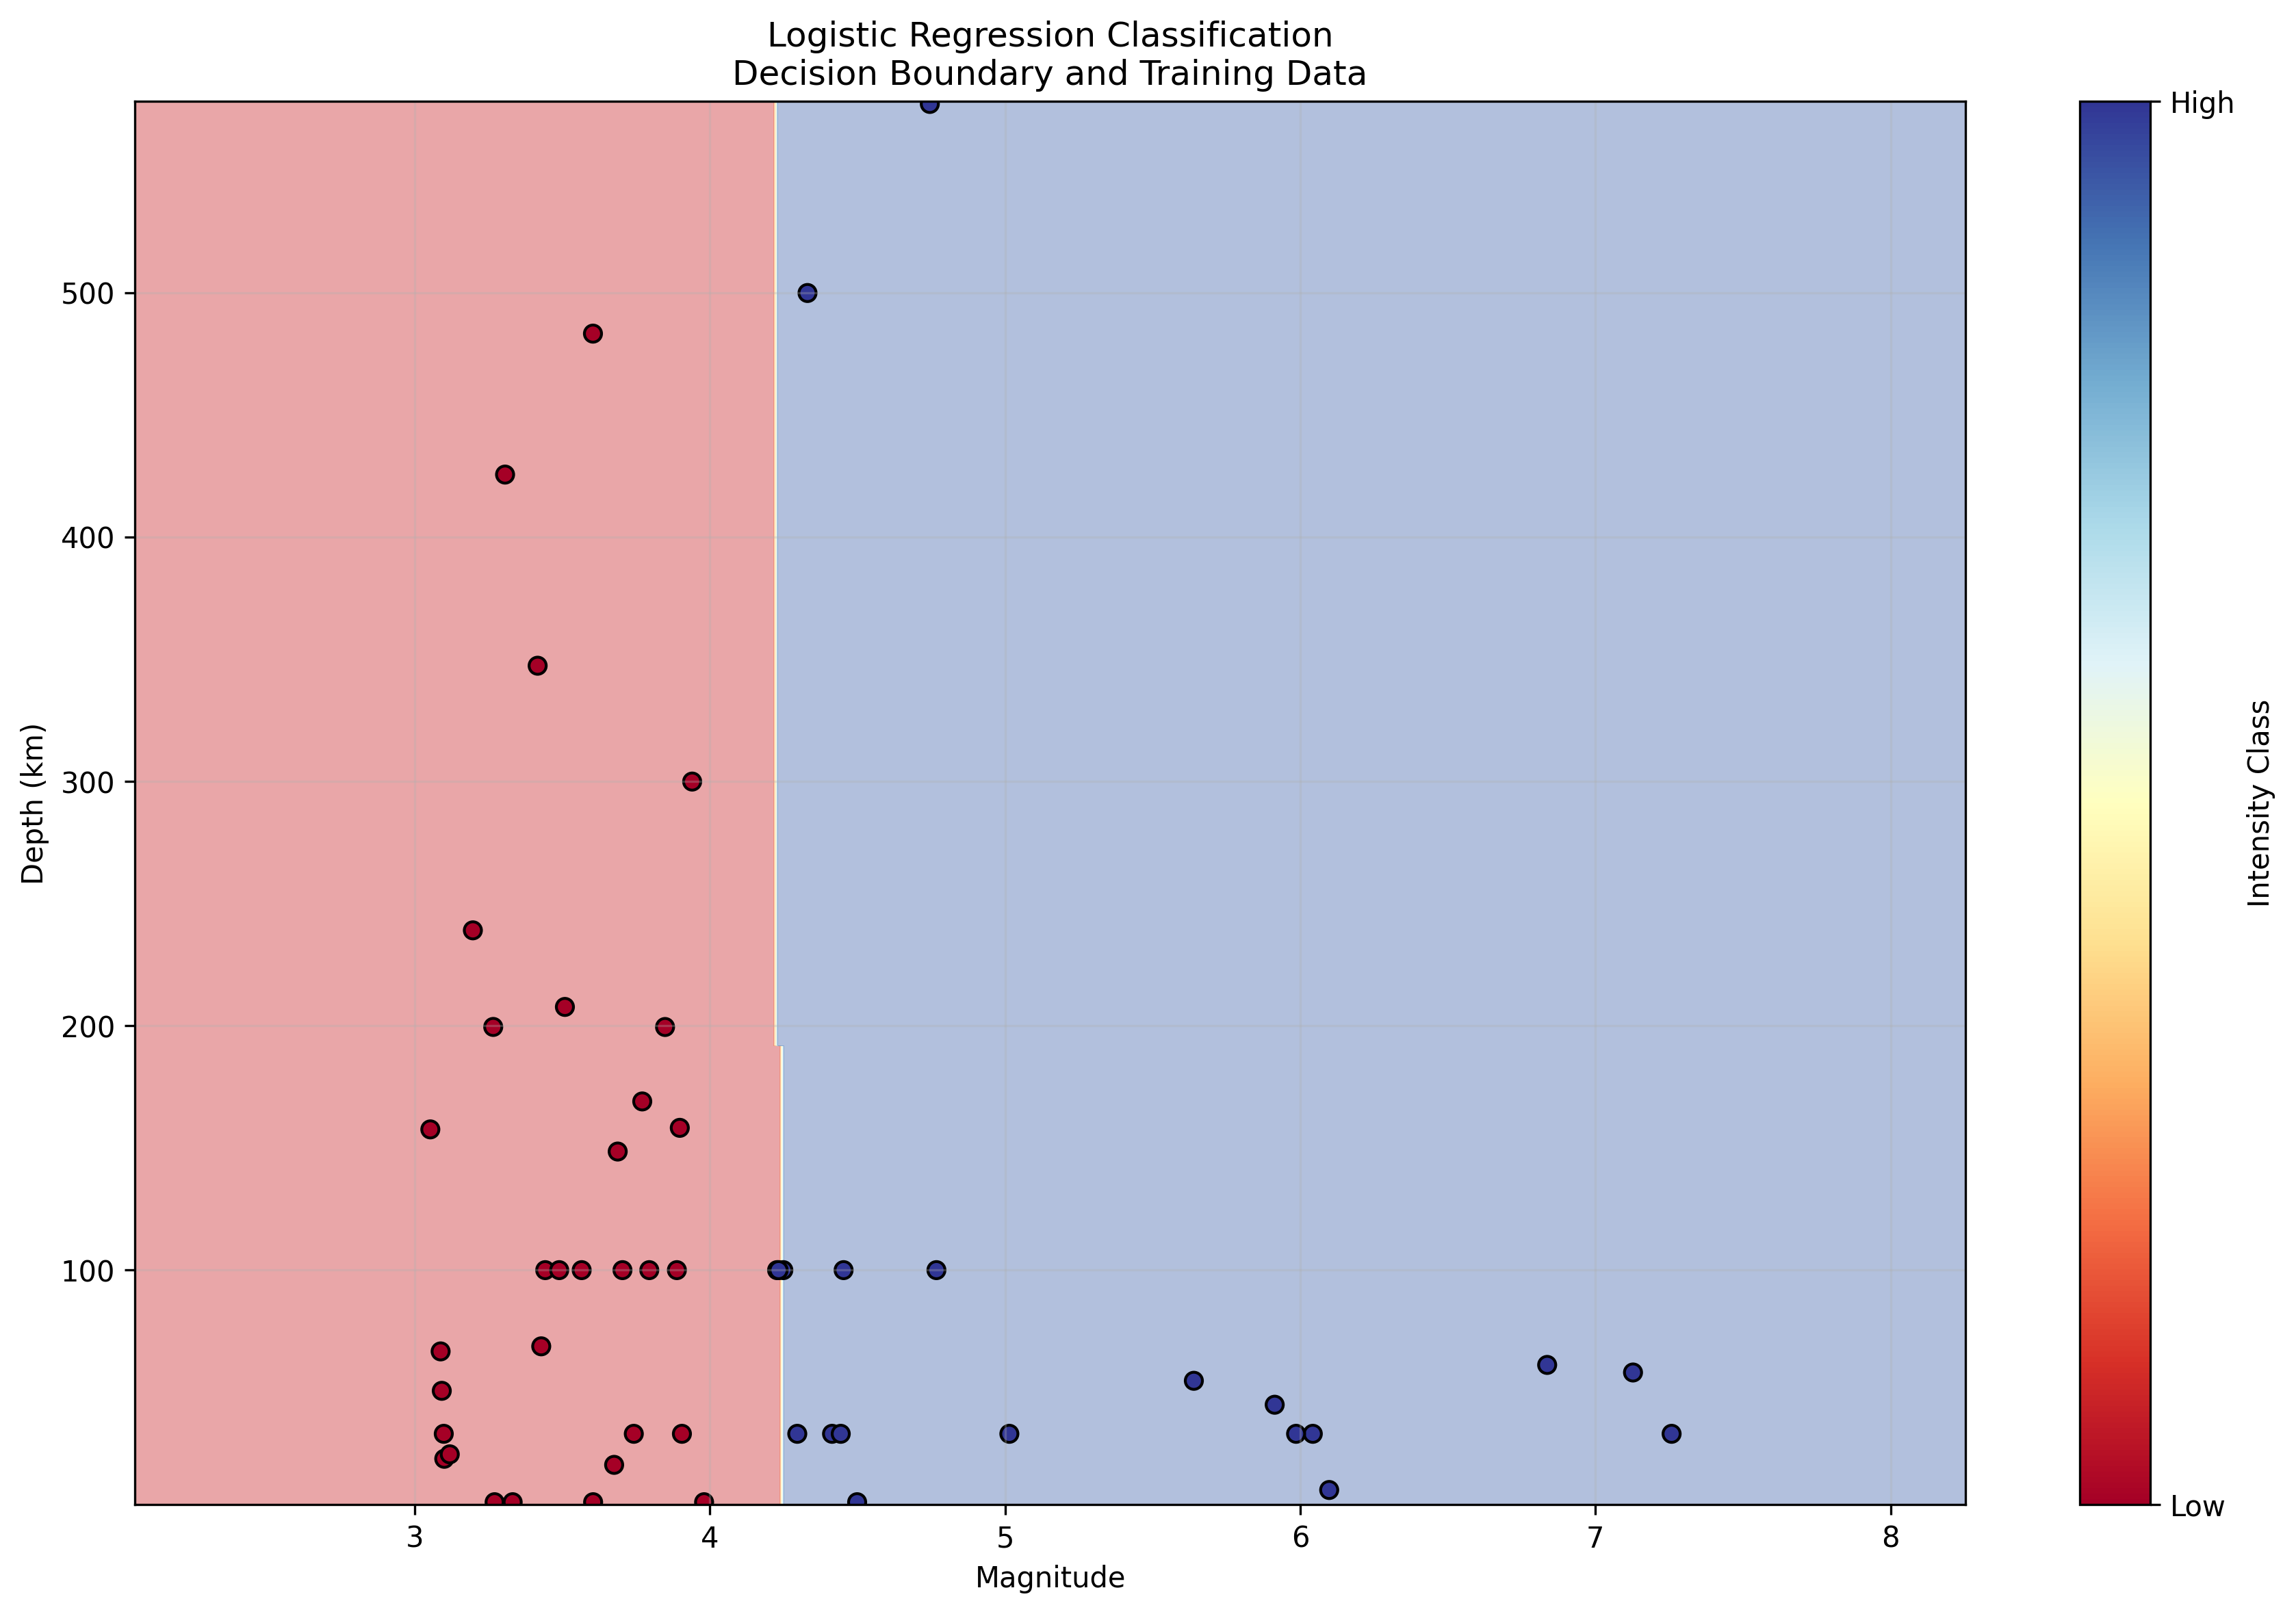 Logistic Regression Classification
Decision Boundary and Training Data
High
500
400
300
200
100
Depth (km)
Intensity Class
Low
3
4
5
6
7
8
Magnitude